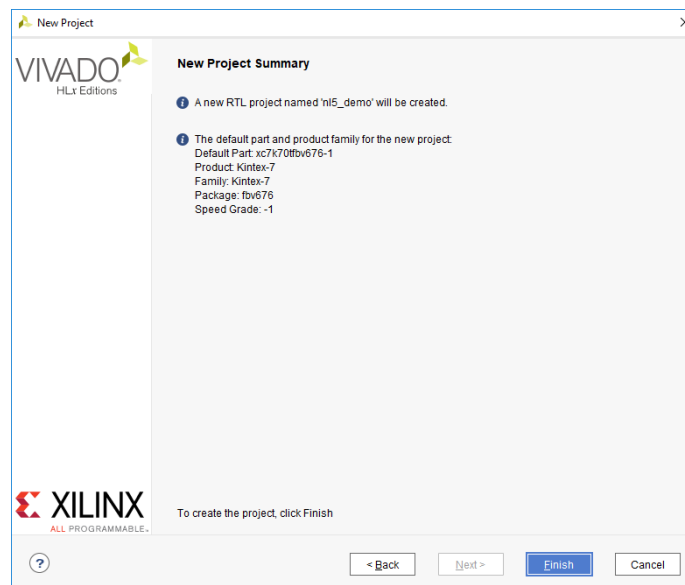 New Project
VIVADO
HLx Editions
New Project Summary
A new RTL project named 'nl5_demo' will be created.
The default part and product family for the new project:
Default Part: xc7k70tfbv676-1
Product: Kintex-7
Family: Kintex-7
Package: fbv676
Speed Grade: -1
XILINX
ALL PROGRAMMABLE.
To create the project, click Finish
?
< Back
Next >
Finish
Cancel